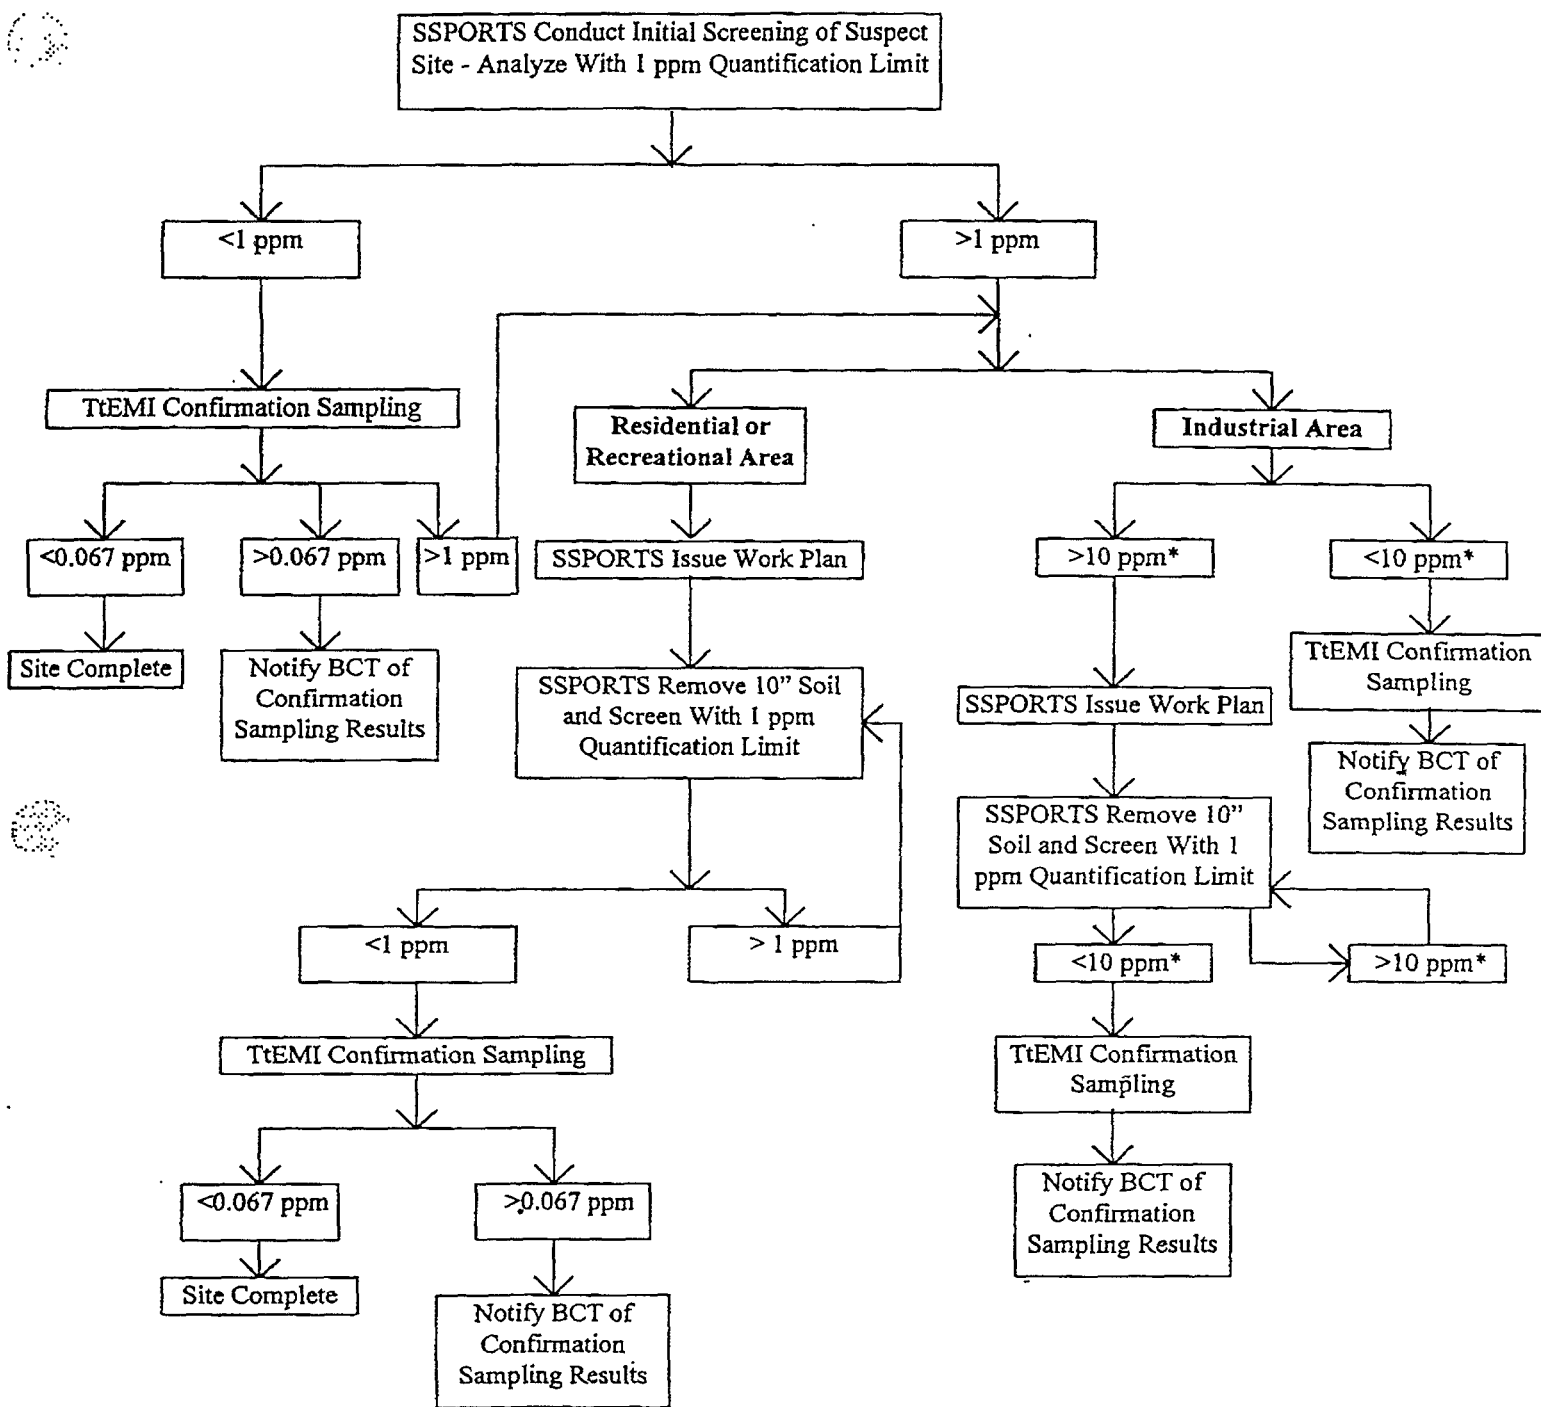 SSPORTS Conduct Initial Screening of Suspect
Site - Analyze With 1 ppm Quantification Limit
<1 ppm
>1 ppm
TtEMI Confirmation Sampling
<0.067 ppm
>0.067 ppm
>1 ppm
Site Complete
Notify BCT of
Confirmation
Sampling Results
Residential or
Recreational Area
SSPORTS Issue Work Plan
SSPORTS Remove 10” Soil
and Screen With 1 ppm
Quantification Limit
<1 ppm
> 1 ppm
TtEMI Confirmation Sampling
<0.067 ppm
>0.067 ppm
Site Complete
Notify BCT of
Confirmation
Sampling Results
Industrial Area
>10 ppm*
<10 ppm*
SSPORTS Issue Work Plan
SSPORTS Remove 10”
Soil and Screen With 1
ppm Quantification Limit
<10 ppm*
>10 ppm*
TtEMI Confirmation
Sampling
Notify BCT of
Confirmation
Sampling Results
TtEMI Confirmation
Sampling
Notify BCT of
Confirmation
Sampling Results